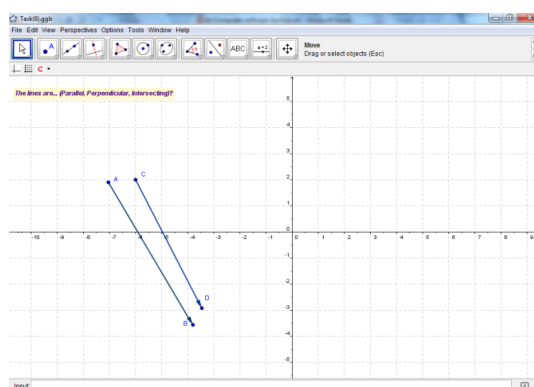 Task(6).ggb
File Edit View Perspectives Options Tools Window Help
A
ABC
a=2
Move
Drag or select objects (Esc)
The lines are... (Parallel, Perpendicular, Intersecting)?
5
4
3
2
1
0
-10 -9 -8 -7 -6 -5 -4 -3 -2 -1 0 1 2 3 4 5 6 7 8 9
-1
-2
-3
-4
-5
A
C
D
B
Input: